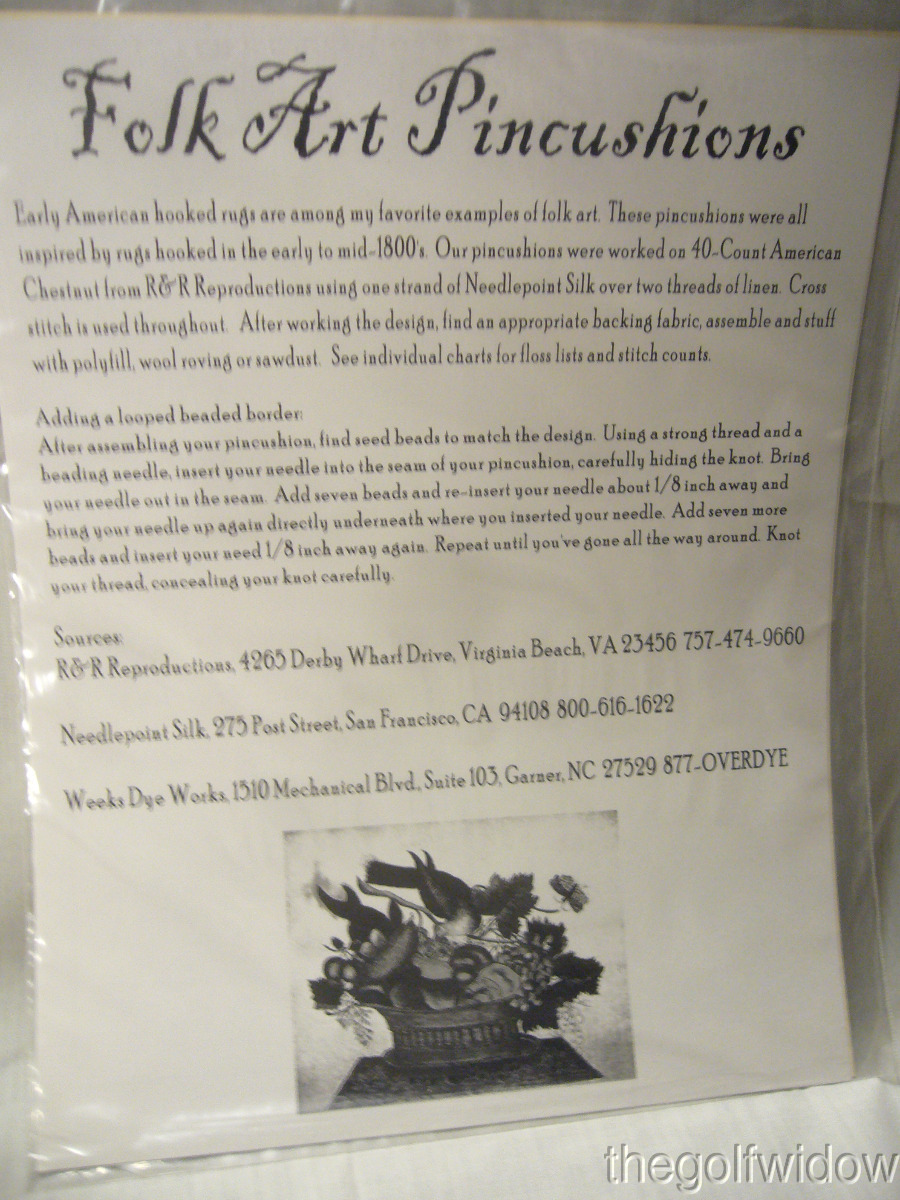 Folk Art Pincushions
Early American hooked rugs are among my favorite examples of folk art. These pincushions were all
inspired by rugs hooked in the early to mid-1800's. Our pincushions were worked on 40-Count American
Chestnut from R&R Reproductions using one strand of Needlepoint Silk over two threads of linen. Cross
stitch is used throughout. After working the design, find an appropriate backing fabric, assemble and stuff
with polyfill, wool roving or sawdust. See individual charts for floss lists and stitch counts.
Adding a looped beaded border:
After assembling your pincushion, find seed beads to match the design. Using a strong thread and a
beading needle, insert your needle into the seam of your pincushion, carefully hiding the knot. Bring
your needle out in the seam. Add seven beads and re-insert your needle about 1/8 inch away and
bring your needle up again directly underneath where you inserted your needle. Add seven more
beads and insert your need 1/8 inch away again. Repeat until you've gone all the way around. Knot
your thread, concealing your knot carefully.
Sources:
R&R Reproductions, 4265 Derby Wharf Drive, Virginia Beach, VA 23456 757-474-9660
Needlepoint Silk, 275 Post Street, San Francisco, CA 94108 800-616-1622
Weeks Dye Works, 1510 Mechanical Blvd., Suite 103, Garner, NC 27529 877-OVERDYE
thegolfwidow